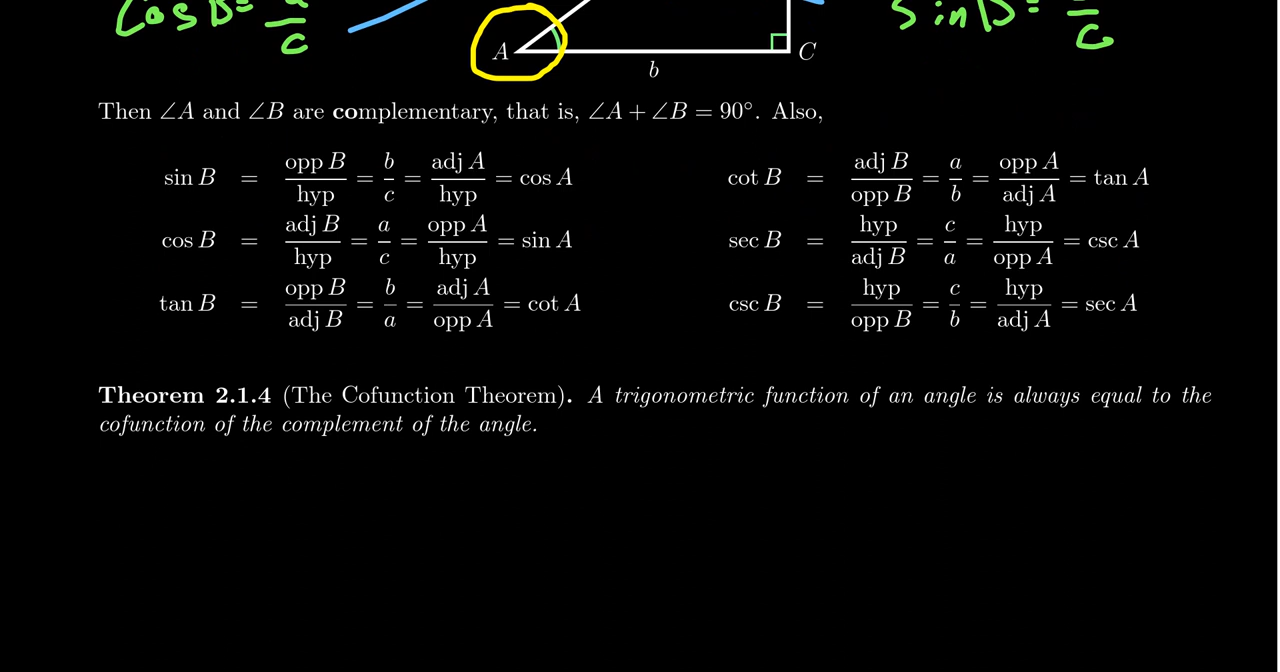 Cos B = a/c
sin B = b/c
A
C
b
Then ∠A and ∠B are complementary, that is, ∠A + ∠B = 90°. Also,
sin B = opp B/hyp = b/c = adj A/hyp = cos A
cos B = adj B/hyp = a/c = opp A/hyp = sin A
tan B = opp B/adj B = b/a = adj A/opp A = cot A
cot B = adj B/opp B = a/b = opp A/adj A = tan A
sec B = hyp/adj B = c/a = hyp/opp A = csc A
csc B = hyp/opp B = c/b = hyp/adj A = sec A
Theorem 2.1.4 (The Cofunction Theorem). A trigonometric function of an angle is always equal to the
cofunction of the complement of the angle.